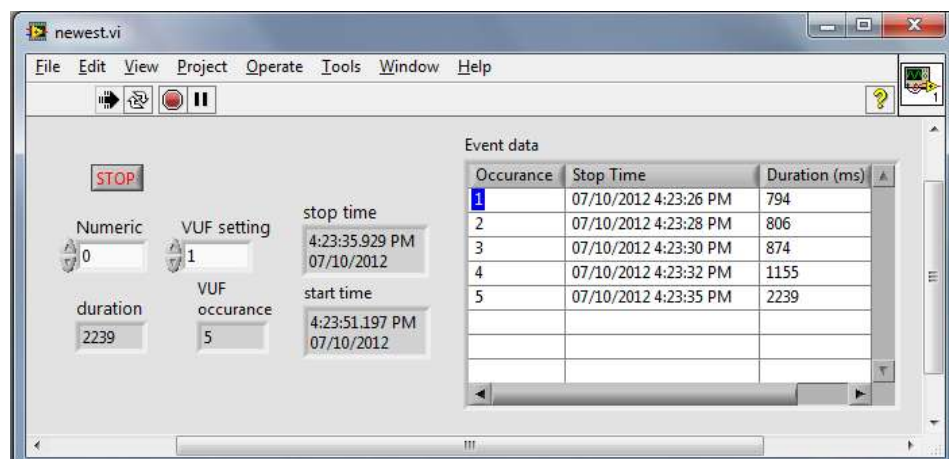 newest.vi
File Edit View Project Operate Tools Window Help
1
STOP
Numeric
0
VUF setting
1
stop time
4:23:35.929 PM
07/10/2012
duration
2239
VUF
occurance
5
start time
4:23:51.197 PM
07/10/2012
Event data
Occurance Stop Time Duration (ms)
1 07/10/2012 4:23:26 PM 794
2 07/10/2012 4:23:28 PM 806
3 07/10/2012 4:23:30 PM 874
4 07/10/2012 4:23:32 PM 1155
5 07/10/2012 4:23:35 PM 2239